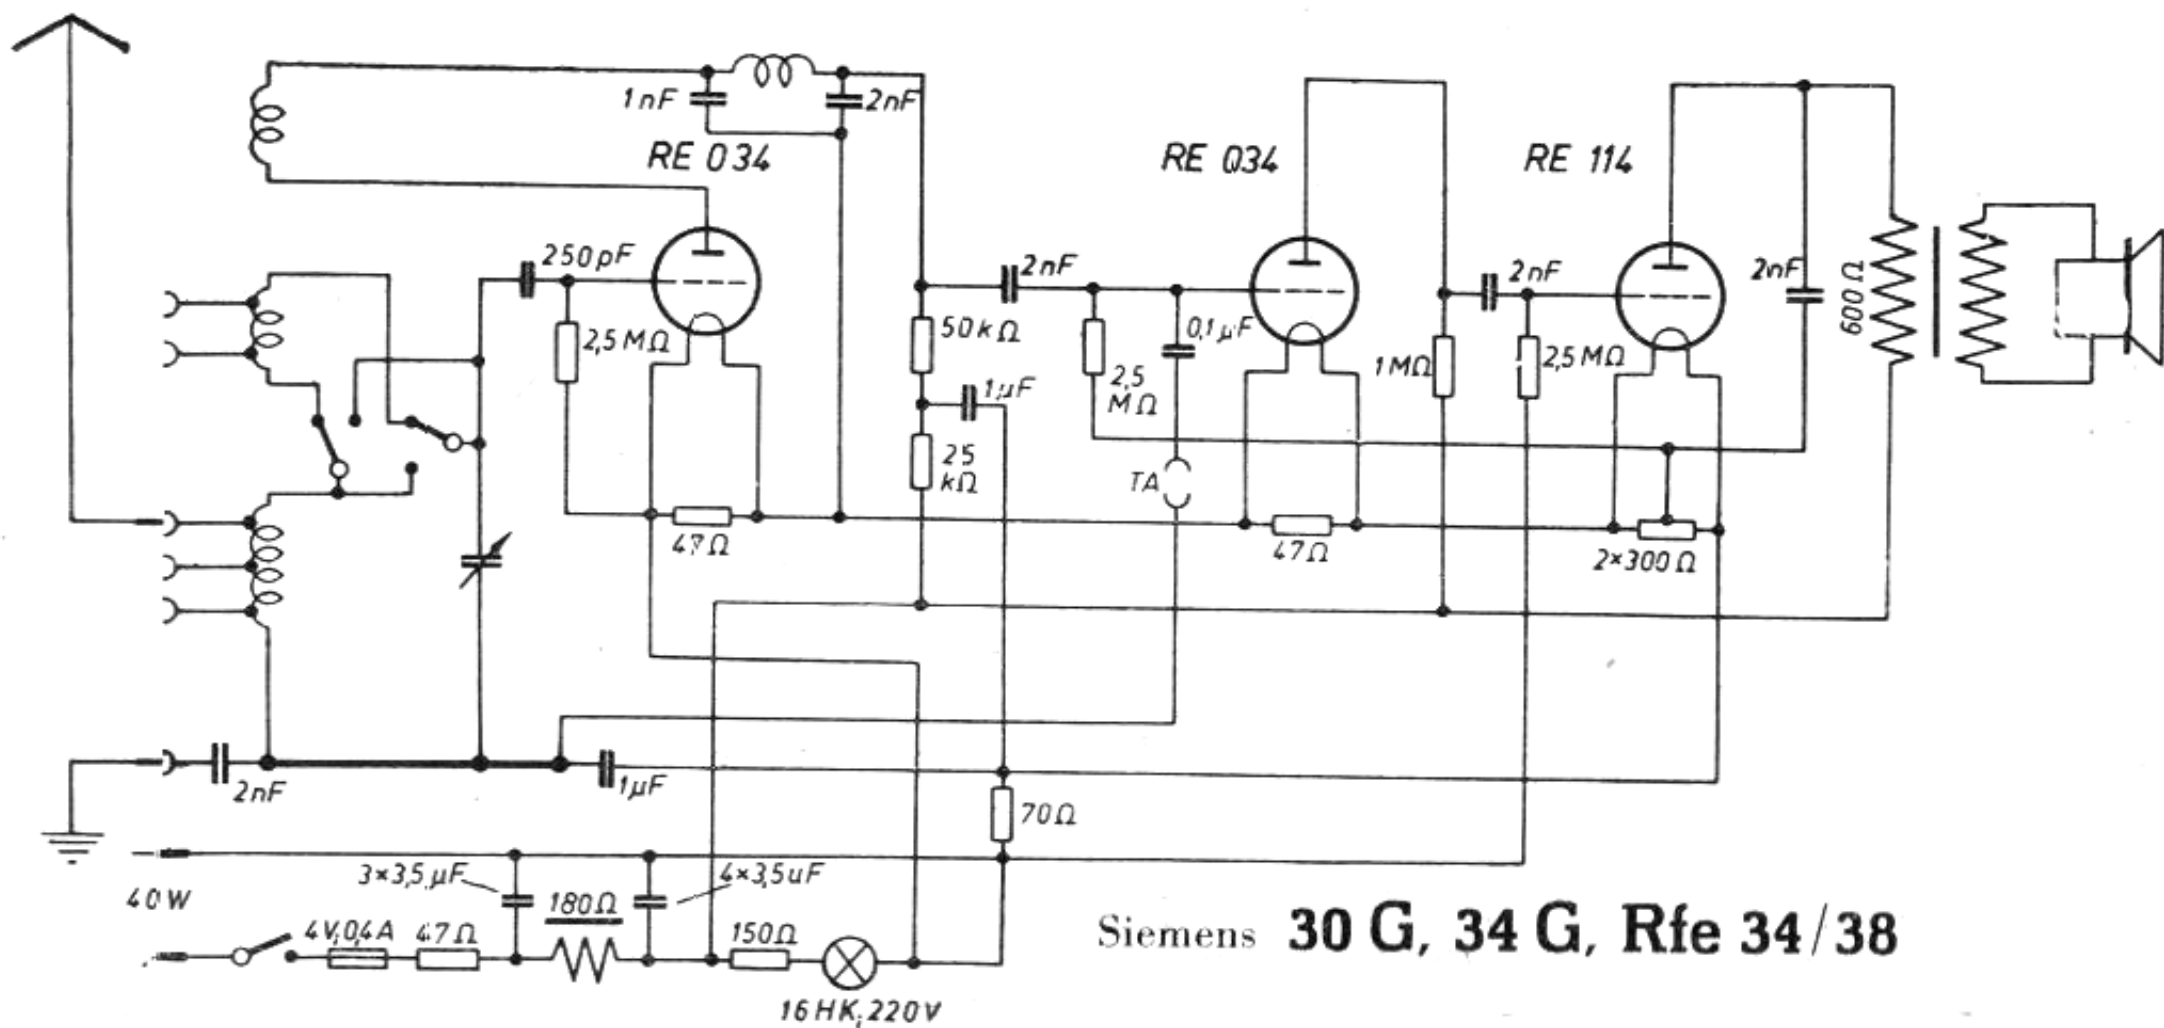 1nF
2nF
RE 034
RE 034
RE 114
250pF
2nF
2nF
2nF
600Ω
2,5MΩ
50kΩ
0,1µF
1MΩ
2,5MΩ
2,5
MΩ
1µF
25
kΩ
TA
47Ω
47Ω
2×300Ω
2nF
1µF
70Ω
3×3,5µF
4×3,5uF
40W
180Ω
4V,0,4A
47Ω
150Ω
16HK,220V
Siemens 30 G, 34 G, Rfe 34/38